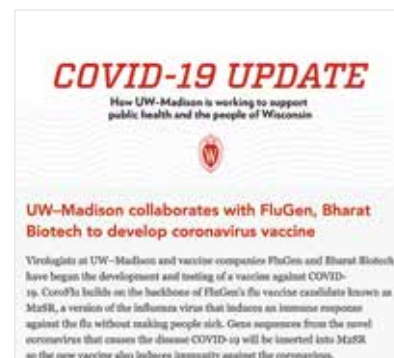 COVID-19 UPDATE
How UW-Madison is working to support
public health and the people of Wisconsin
W
UW–Madison collaborates with FluGen, Bharat
Biotech to develop coronavirus vaccine
Virologists at UW–Madison and vaccine companies FluGen and Bharat Biotech
have begun the development and testing of a vaccine against COVID-
19. CoroFlu builds on the backbone of FluGen's flu vaccine candidate known as
M2SR, a version of the influenza virus that induces an immune response
against the flu without making people sick. Gene sequences from the novel
coronavirus that causes the disease COVID-19 will be inserted into M2SR
so the new vaccine also induces immunity against the coronavirus.